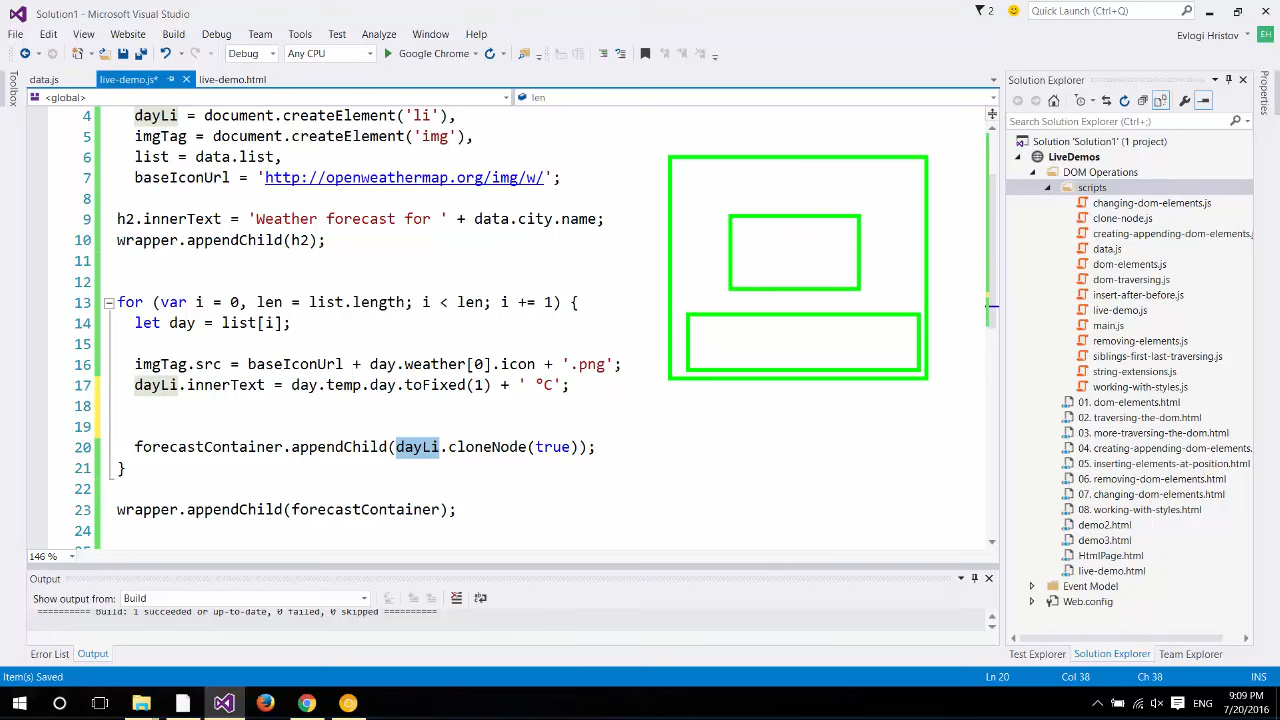 Solution1 - Microsoft Visual Studio
2
Quick Launch (Ctrl+Q)
File Edit View Website Build Debug Team Tools Test Analyze Window Help
Evlogi Hristov EH
Debug Any CPU Google Chrome
Toolbox
data.js live-demo.js* live-demo.html
<global> len
4 dayLi = document.createElement('li'),
5 imgTag = document.createElement('img'),
6 list = data.list,
7 baseIconUrl = 'http://openweathermap.org/img/w/';
8
9 h2.innerText = 'Weather forecast for ' + data.city.name;
10 wrapper.appendChild(h2);
11
12
13 for (var i = 0, len = list.length; i < len; i += 1) {
14 let day = list[i];
15
16 imgTag.src = baseIconUrl + day.weather[0].icon + '.png';
17 dayLi.innerText = day.temp.day.toFixed(1) + ' °C';
18
19
20 forecastContainer.appendChild(dayLi.cloneNode(true));
21 }
22
23 wrapper.appendChild(forecastContainer);
24
146 %
Output
Show output from: Build
========== Build: 1 succeeded or up-to-date, 0 failed, 0 skipped ==========
Error List Output
Solution Explorer
Properties
Search Solution Explorer (Ctrl+;)
Solution 'Solution1' (1 project)
LiveDemos
DOM Operations
scripts
changing-dom-elements.js
clone-node.js
creating-appending-dom-elements.
data.js
dom-elements.js
dom-traversing.js
insert-after-before.js
live-demo.js
main.js
removing-elements.js
siblings-first-last-traversing.js
string-extensions.js
working-with-styles.js
01. dom-elements.html
02. traversing-the-dom.html
03. more-traversing-the-dom.html
04. creating-appending-dom-elements
05. inserting-elements-at-position.html
06. removing-dom-elements.html
07. changing-dom-elements.html
08. working-with-styles.html
demo2.html
demo3.html
HtmlPage.html
live-demo.html
Event Model
Web.config
Test Explorer Solution Explorer Team Explorer
Item(s) Saved Ln 20 Col 38 Ch 38 INS
ENG 9:09 PM
7/20/2016